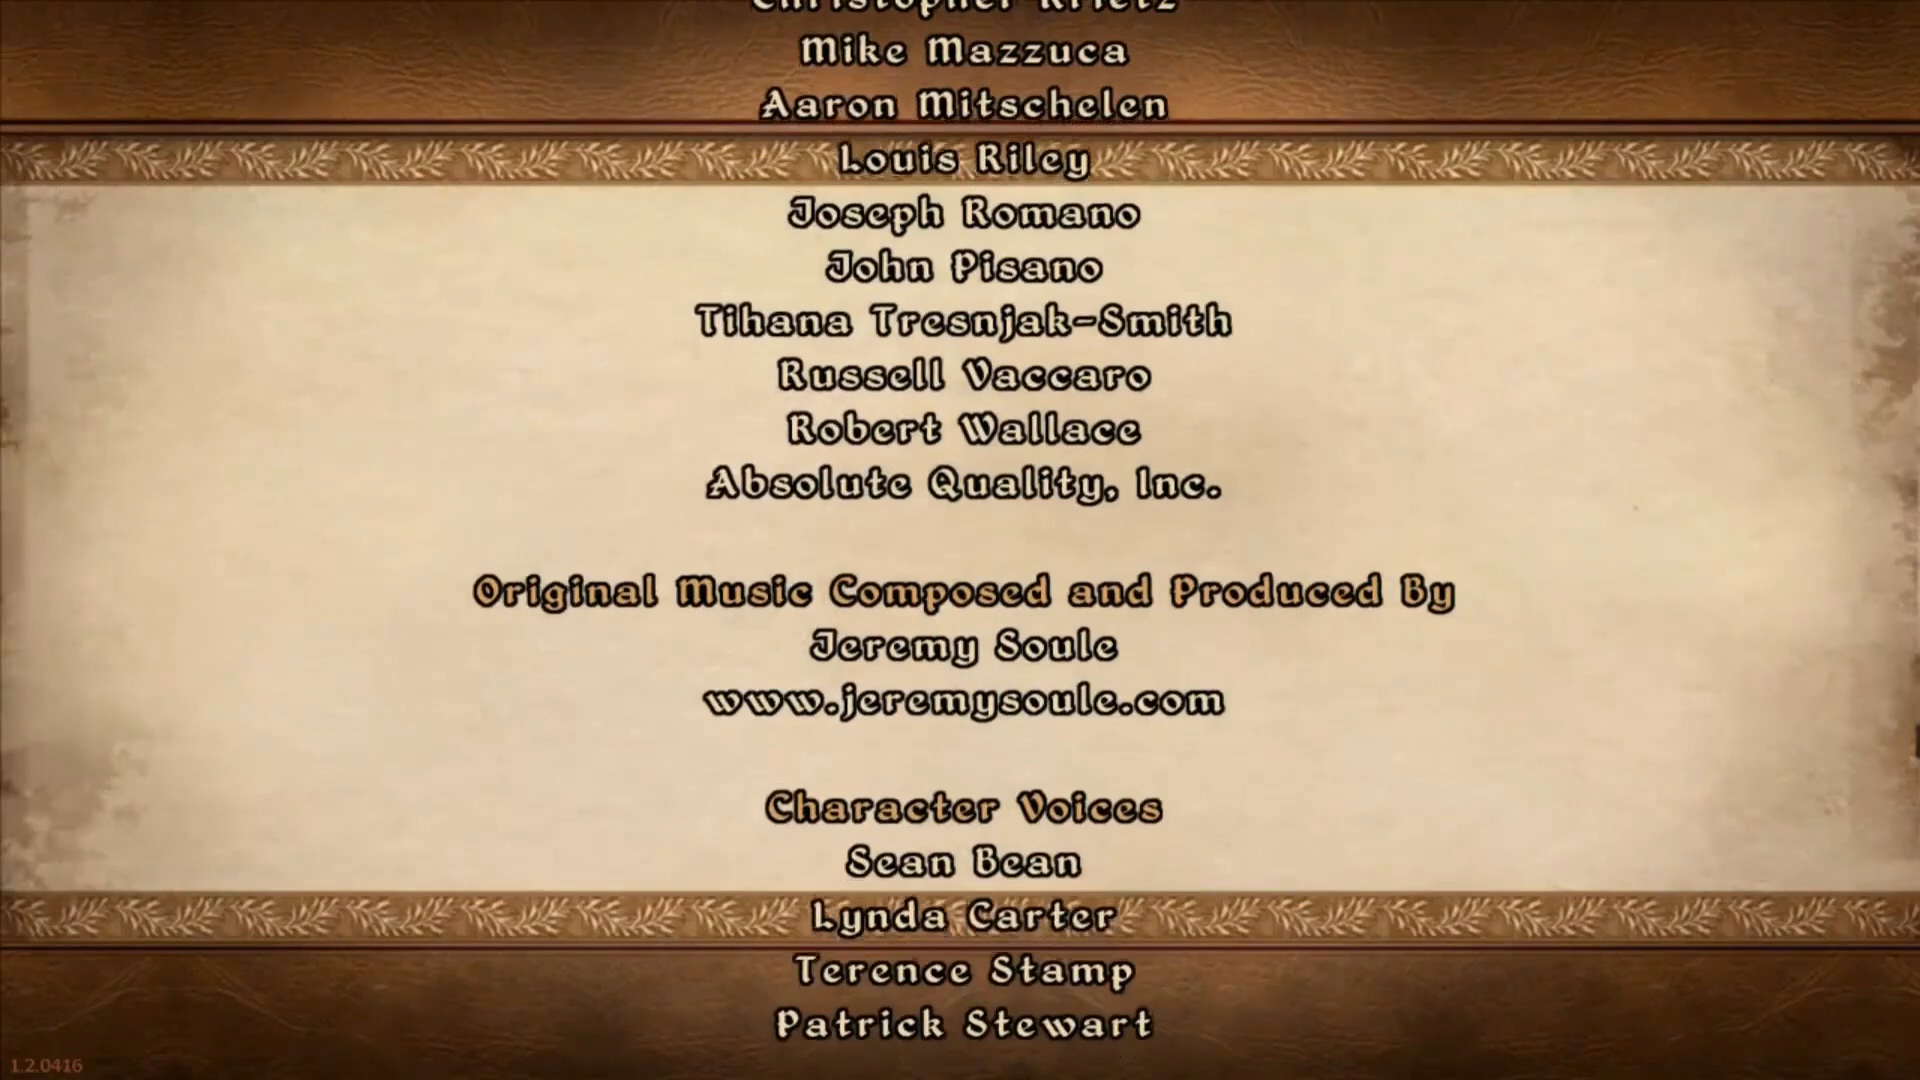 Christopher Krietz
Mike Mazzuca
Aaron Mitschelen
Louis Riley
Joseph Romano
John Pisano
Tihana Tresnjak-Smith
Russell Vaccaro
Robert Wallace
Absolute Quality, Inc.
Original Music Composed and Produced By
Jeremy Soule
www.jeremysoule.com
Character Voices
Sean Bean
Lynda Carter
Terence Stamp
Patrick Stewart
1.2.0416